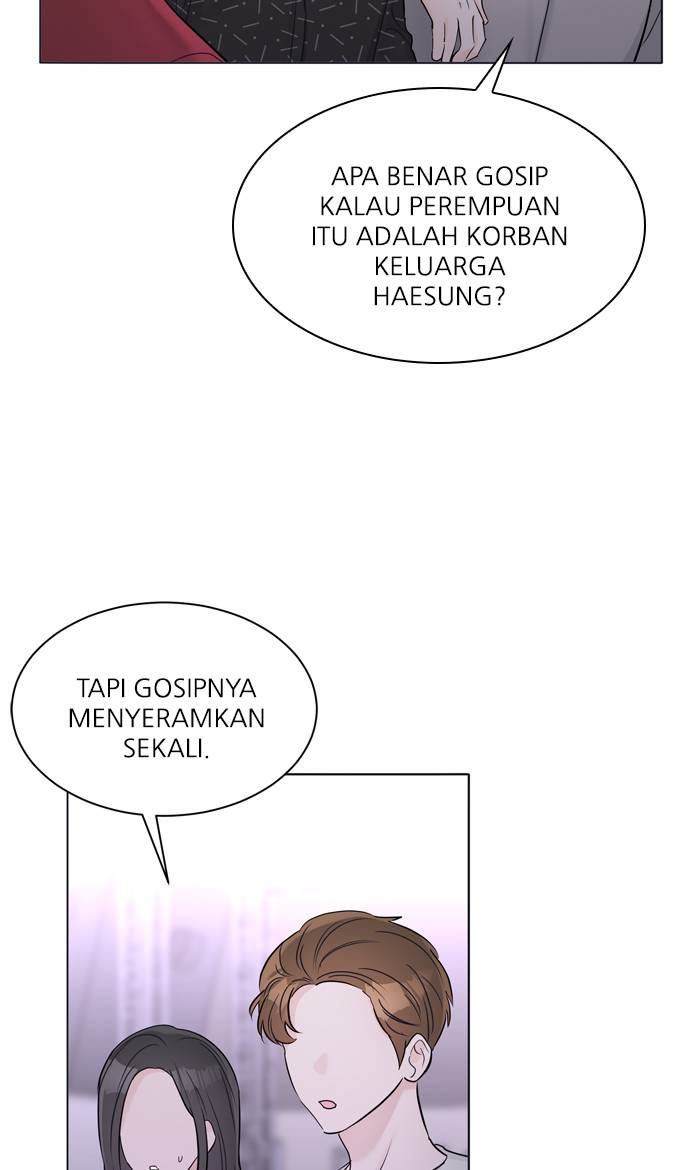 APA BENAR GOSIP
KALAU PEREMPUAN
ITU ADALAH KORBAN
KELUARGA
HAESUNG?
TAPI GOSIPNYA
MENYERAMKAN
SEKALI.